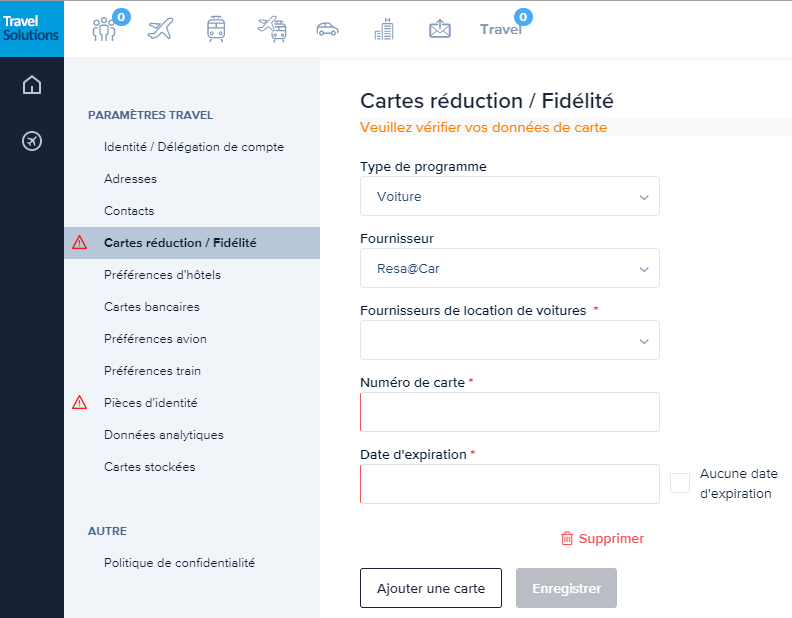 Travel
Solutions
0
Travel
0
PARAMÈTRES TRAVEL
Identité / Délégation de compte
Adresses
Contacts
Cartes réduction / Fidélité
Préférences d'hôtels
Cartes bancaires
Préférences avion
Préférences train
Pièces d'identité
Données analytiques
Cartes stockées
AUTRE
Politique de confidentialité
Cartes réduction / Fidélité
Veuillez vérifier vos données de carte
Type de programme
Voiture
Fournisseur
Resa@Car
Fournisseurs de location de voitures *
Numéro de carte *
Date d'expiration *
Aucune date
d'expiration
Supprimer
Ajouter une carte
Enregistrer